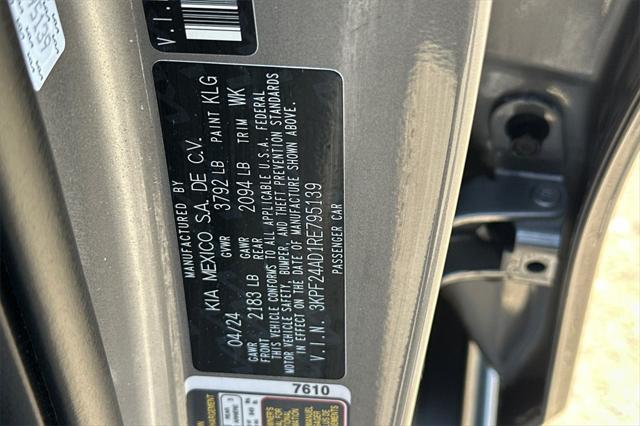 MANUFACTURED BY
KIA MEXICO S.A. DE C.V.
04/24 GVWR 3792 LB PAINT KLG
GAWR FRONT 2183 LB GAWR REAR 2094 LB TRIM WK
THIS VEHICLE CONFORMS TO ALL APPLICABLE U.S.A. FEDERAL
MOTOR VEHICLE SAFETY, BUMPER, AND THEFT PREVENTION STANDARDS
IN EFFECT ON THE DATE OF MANUFACTURE SHOWN ABOVE.
V.I.N. 3KPF24AD1RE795139
PASSENGER CAR
V.I.
7610